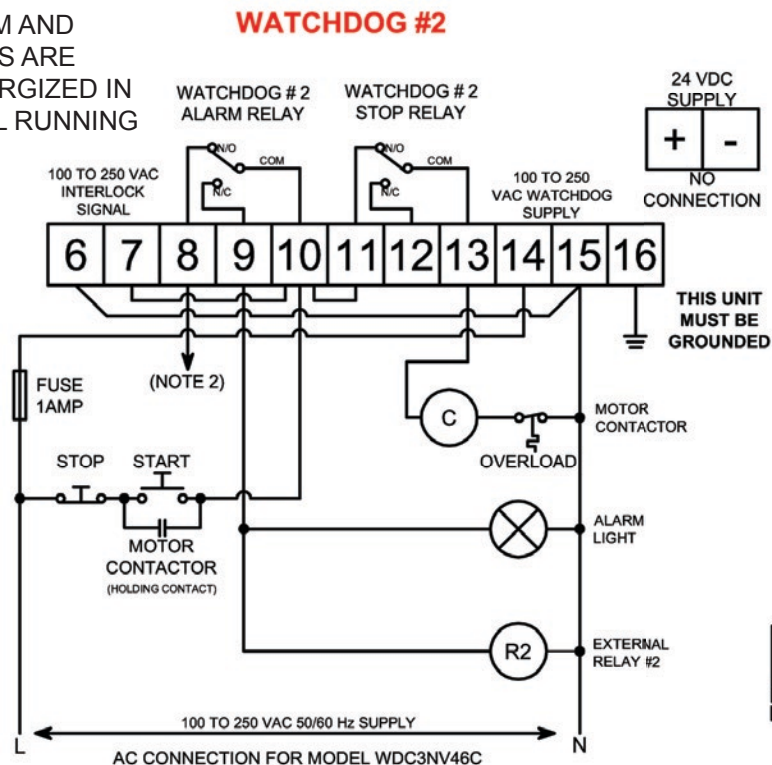 WATCHDOG #2
M AND
S ARE
RGIZED IN
L RUNNING
WATCHDOG # 2
ALARM RELAY
WATCHDOG # 2
STOP RELAY
24 VDC
SUPPLY
+ -
NO
CONNECTION
N/O
COM
N/C
N/O
COM
N/C
100 TO 250 VAC
INTERLOCK
SIGNAL
100 TO 250
VAC WATCHDOG
SUPPLY
6 7 8 9 10 11 12 13 14 15 16
THIS UNIT
MUST BE
GROUNDED
(NOTE 2)
FUSE
1AMP
C
OVERLOAD
MOTOR
CONTACTOR
STOP
START
MOTOR
CONTACTOR
(HOLDING CONTACT)
ALARM
LIGHT
R2
EXTERNAL
RELAY #2
100 TO 250 VAC 50/60 Hz SUPPLY
L
N
AC CONNECTION FOR MODEL WDC3NV46C